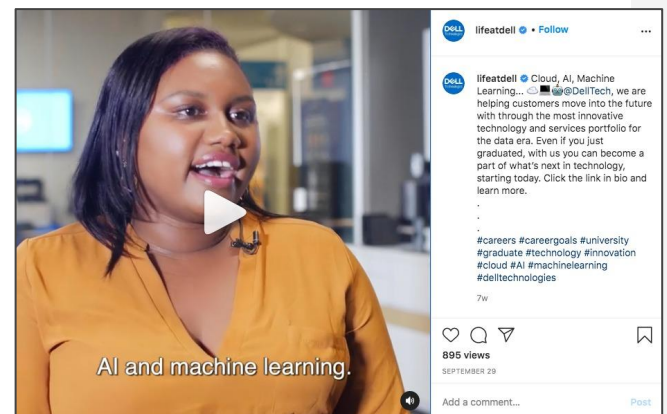 lifeatdell • Follow
lifeatdell Cloud, AI, Machine
Learning... ☁️💻🤖@DellTech, we are
helping customers move into the future
with through the most innovative
technology and services portfolio for
the data era. Even if you just
graduated, with us you can become a
part of what's next in technology,
starting today. Click the link in bio and
learn more.
.
.
.
#careers #careergoals #university
#graduate #technology #innovation
#cloud #AI #machinelearning
#delltechnologies
7w
895 views
SEPTEMBER 29
Add a comment... Post
AI and machine learning.
DELL
DELL